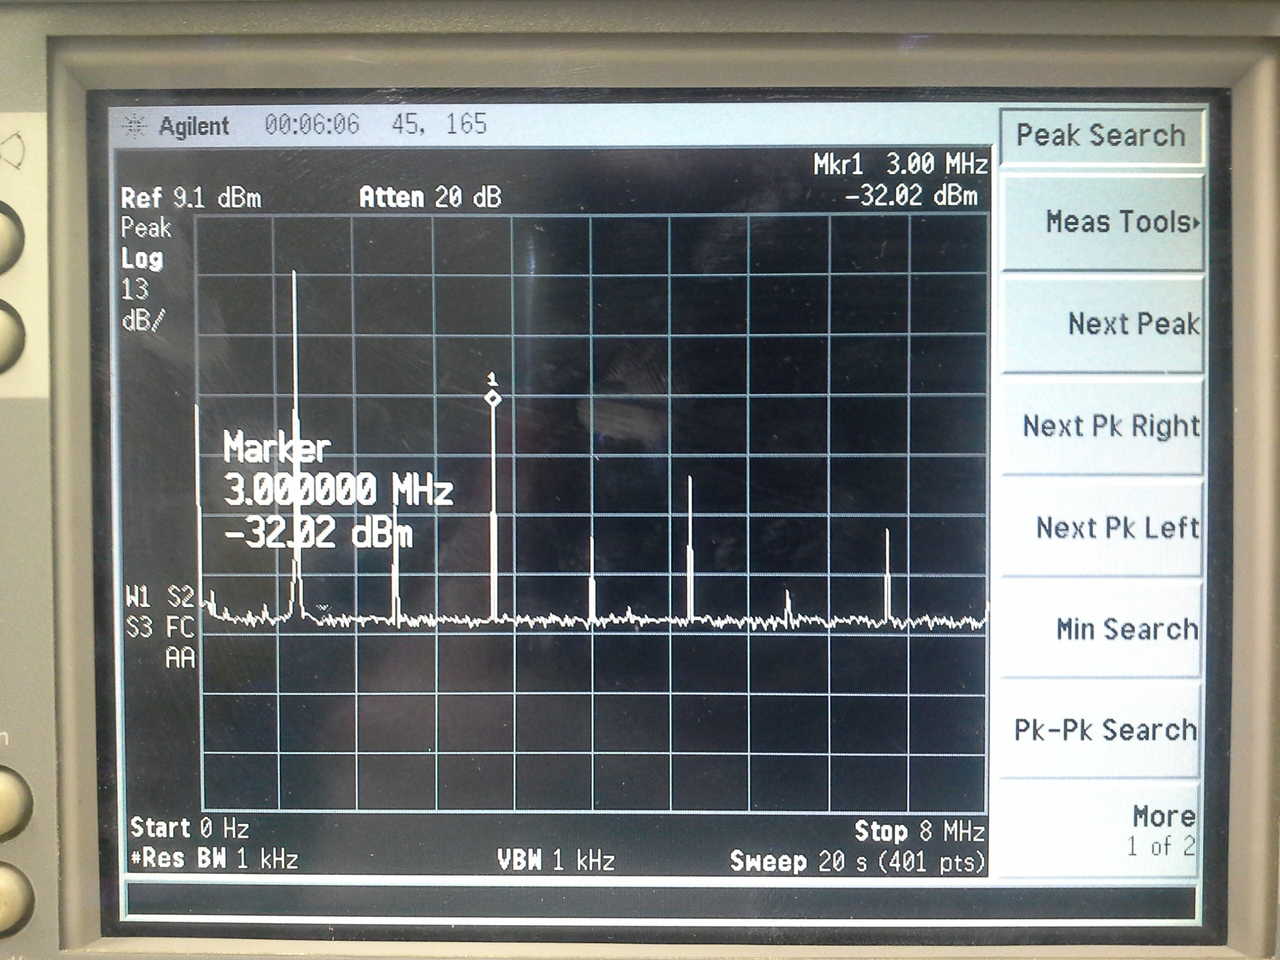 Agilent 00:06:06 45, 165
Peak Search
Mkr1 3.00 MHz
Ref 9.1 dBm Atten 20 dB -32.02 dBm
Peak
Log
13
dB/
1
Marker
3.000000 MHz
-32.02 dBm
W1 S2
S3 FC
AA
Start 0 Hz Stop 8 MHz
#Res BW 1 kHz VBW 1 kHz Sweep 20 s (401 pts)
Meas Tools▸
Next Peak
Next Pk Right
Next Pk Left
Min Search
Pk-Pk Search
More
1 of 2